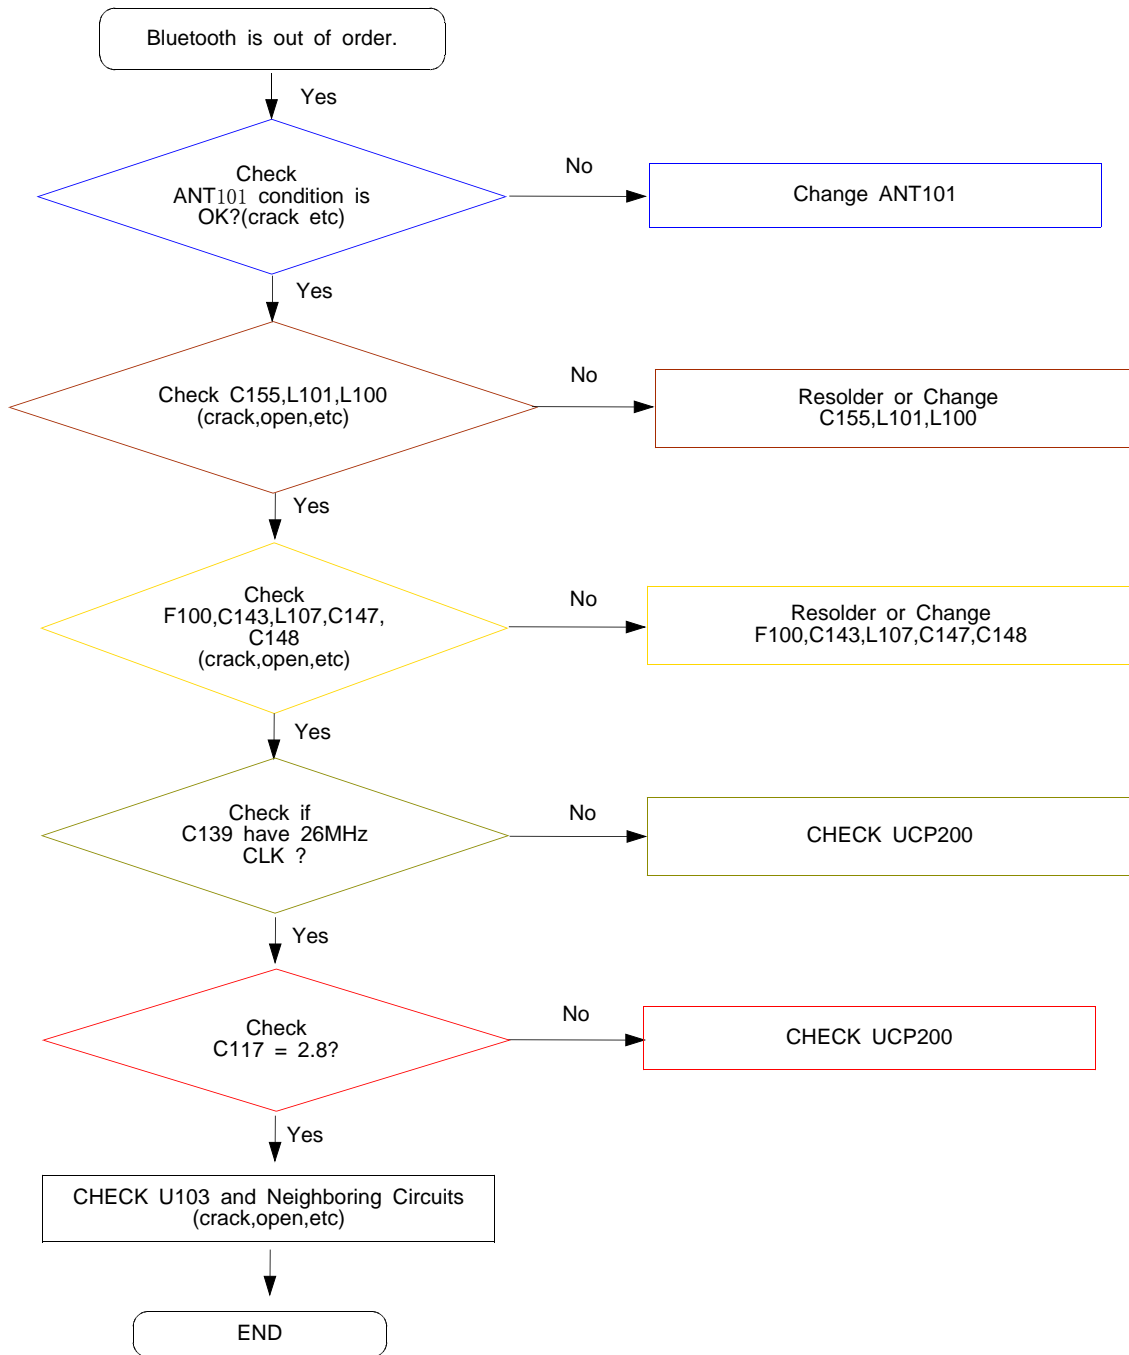 Bluetooth is out of order.
Yes
Check
ANT101 condition is
OK?(crack etc)
No
Change ANT101
Yes
Check C155,L101,L100
(crack,open,etc)
No
Resolder or Change
C155,L101,L100
Yes
Check
F100,C143,L107,C147,
C148
(crack,open,etc)
No
Resolder or Change
F100,C143,L107,C147,C148
Yes
Check if
C139 have 26MHz
CLK ?
No
CHECK UCP200
Yes
Check
C117 = 2.8?
No
CHECK UCP200
Yes
CHECK U103 and Neighboring Circuits
(crack,open,etc)
END